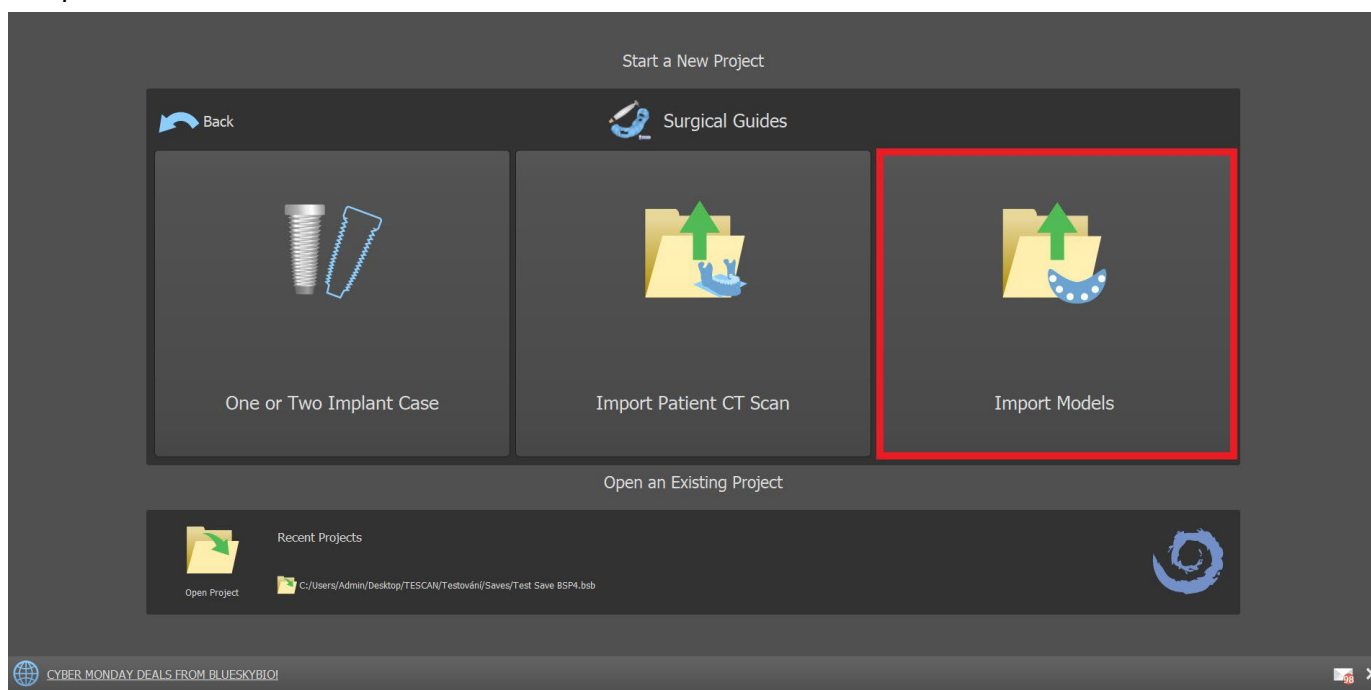 Start a New Project
Back
Surgical Guides
One or Two Implant Case
Import Patient CT Scan
Import Models
Open an Existing Project
Recent Projects
C:/Users/Admin/Desktop/TESCAN/Testování/Saves/Test Save BSP4.bsb
Open Project
CYBER MONDAY DEALS FROM BLUESKYBIO!
98